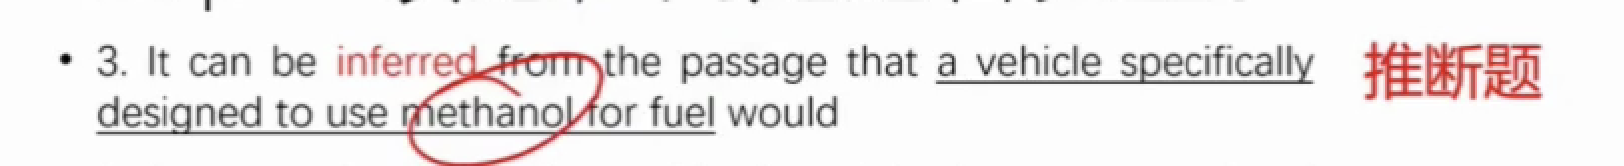 • 3. It can be inferred from the passage that a vehicle specifically 推断题
designed to use methanol for fuel would